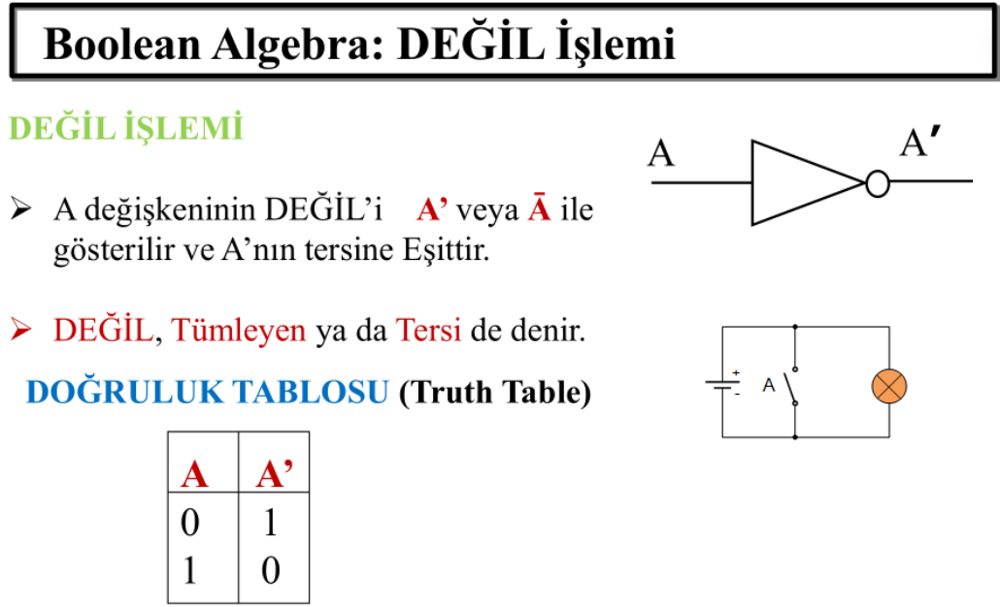 Boolean Algebra: DEĞİL İşlemi
DEĞİL İŞLEMİ
A A′
➢ A değişkeninin DEĞİL’i A’ veya Ā ile
gösterilir ve A’nın tersine Eşittir.
➢ DEĞİL, Tümleyen ya da Tersi de denir.
DOĞRULUK TABLOSU (Truth Table)
+
-
A
A A’
0 1
1 0